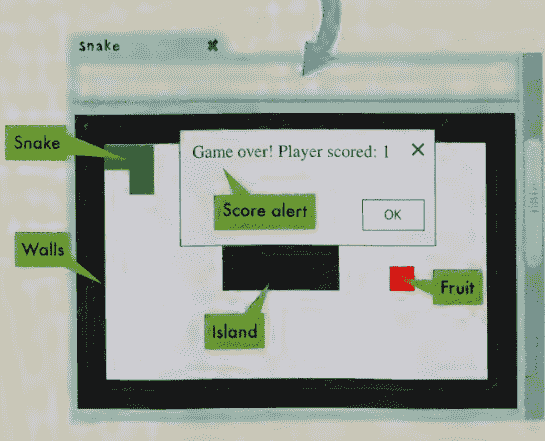 Snake
Snake
Game over! Player scored: 1
Score alert
OK
Walls
Fruit
Island